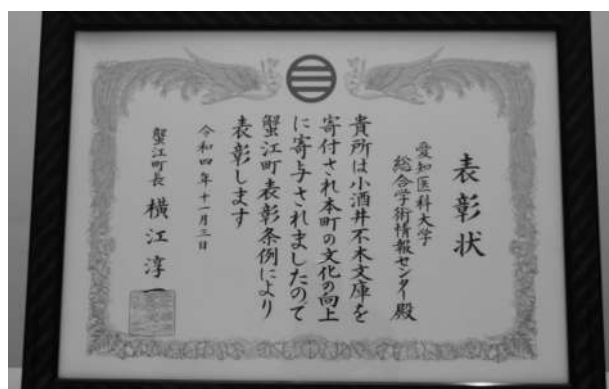 表彰状
愛知医科大学
総合学術情報センター殿
貴所は小酒井不木文庫を
寄付され本町の文化の向上
に寄与されましたので
蟹江町表彰条例により
表彰します
令和四年十一月三日
蟹江町長 横江淳一